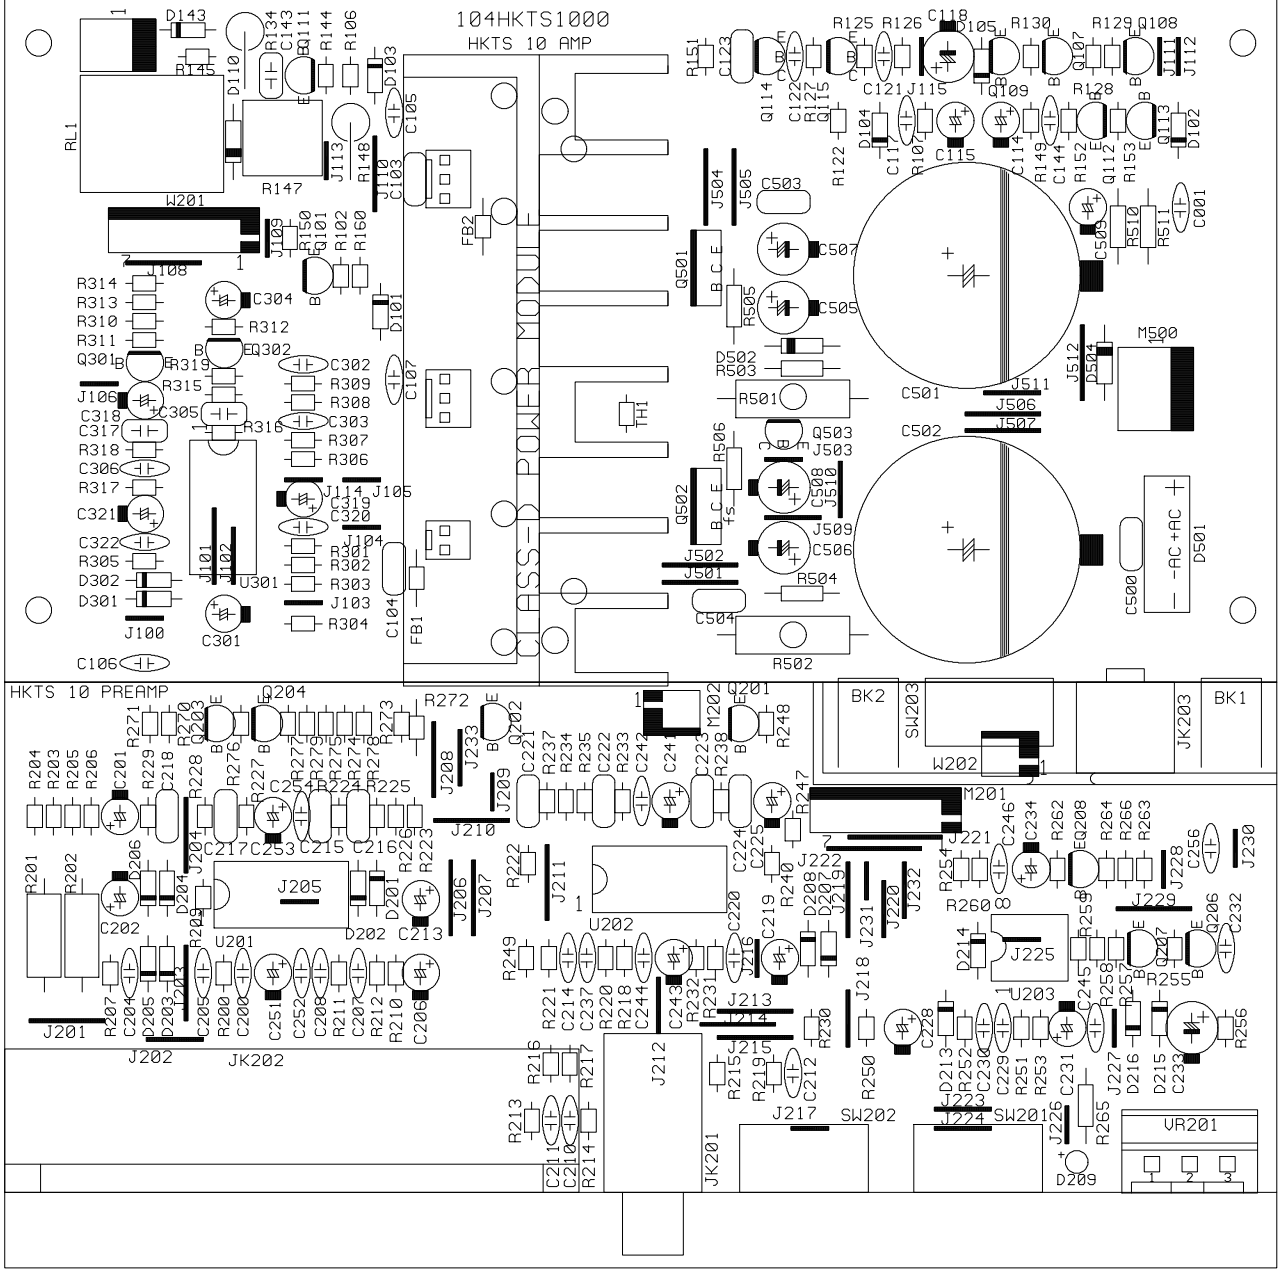 104HKTS1000
HKTS 10 AMP
D143
R134
C143
Q111
R144
R106
D103
R145
D110
C105
RL1
R147
J113
R148
J110
C103
W201
J109
R150
Q101
R102
R160
FB2
7
J108
1
R314
R313
R310
R311
C304
R312
D101
Q301
Q302
R319
R315
C302
R309
R308
C107
J106
C318
C305
C303
C317
R316
R307
R318
R306
C306
R317
J114
J105
C319
C320
C321
C322
J104
R301
R305
R302
D302
R303
D301
J101
J102
U301
J103
J100
C301
R304
C104
FB1
C106
CLASS-D POWER MODULE
TH1
R151
C123
Q114
C122
R127
Q115
R125
R126
C118
D105
R130
Q107
R129
Q108
J111
J112
C121
J115
Q109
R128
R122
D104
C117
R107
C115
C114
R149
C144
R152
Q112
R153
Q113
D102
J504
J505
C503
C507
C505
Q501
B C E
R505
D502
R503
R501
C501
C502
C509
R510
R511
C001
J512
D504
M500
1
J511
J506
J507
Q503
J503
R506
C508
J510
Q502
B C E
fs
J509
C506
J502
J501
C504
R504
R502
C500
-AC +AC
D501
HKTS 10 PREAMP
Q204
R272
Q202
M202
1
Q201
R248
BK2
SW203
JK203
BK1
W202
1
R271
R270
Q203
R276
R273
J208
J233
J209
R204
R203
R205
R206
C201
R229
C218
R228
R227
R277
R279
R275
R274
R278
C254
R224
R225
C221
R237
R234
R235
C222
R233
C242
C241
C223
R238
R247
M201
J204
C217
C253
C215
C216
R226
R223
J210
C224
C225
J221
7
C246
C234
R262
Q208
R264
R266
R263
C256
J230
R201
R202
D206
D204
R209
J205
D201
J206
J207
R222
J211
1
U202
R240
J222
D208
D207
J219
J231
J220
J232
R254
R260
8
J228
J229
C202
U201
D202
C213
C220
C219
J216
R259
Q206
C232
R207
C204
D205
D203
J203
C205
R200
C200
C251
C252
C208
R211
C207
R212
R210
C206
R249
R221
C214
C237
R220
R218
C244
C243
R232
R231
J218
D214
J225
U203
1
C245
R258
R257
Q207
R255
J201
J202
JK202
J213
J214
J215
R230
R250
C228
D213
R252
C230
C229
R251
R253
C231
J227
D216
D215
C233
R256
R216
R217
J212
R215
R219
C212
R213
C211
C210
R214
JK201
J217
SW202
J223
J224
SW201
J226
R265
D209
VR201
1 2 3